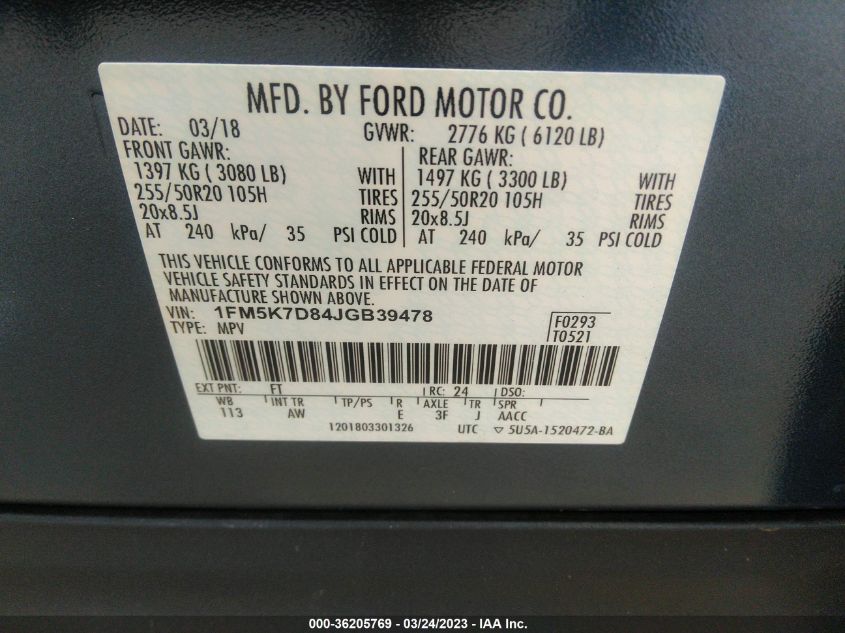 MFD. BY FORD MOTOR CO.
DATE: 03/18 GVWR: 2776 KG ( 6120 LB)
FRONT GAWR: REAR GAWR:
1397 KG ( 3080 LB) WITH 1497 KG ( 3300 LB) WITH
255/50R20 105H TIRES 255/50R20 105H TIRES
20x8.5J RIMS 20x8.5J RIMS
AT 240 kPa/ 35 PSI COLD AT 240 kPa/ 35 PSI COLD
THIS VEHICLE CONFORMS TO ALL APPLICABLE FEDERAL MOTOR
VEHICLE SAFETY STANDARDS IN EFFECT ON THE DATE OF
MANUFACTURE SHOWN ABOVE.
VIN: 1FM5K7D84JGB39478 F0293
TYPE: MPV T0521
EXT PNT: FT RC: 24 DSO:
WB INT TR TP/PS R AXLE TR SPR
113 AW E 3F J AACC
1201803301326 UTC ▽ 5U5A-1520472-BA
000-36205769 - 03/24/2023 - IAA Inc.